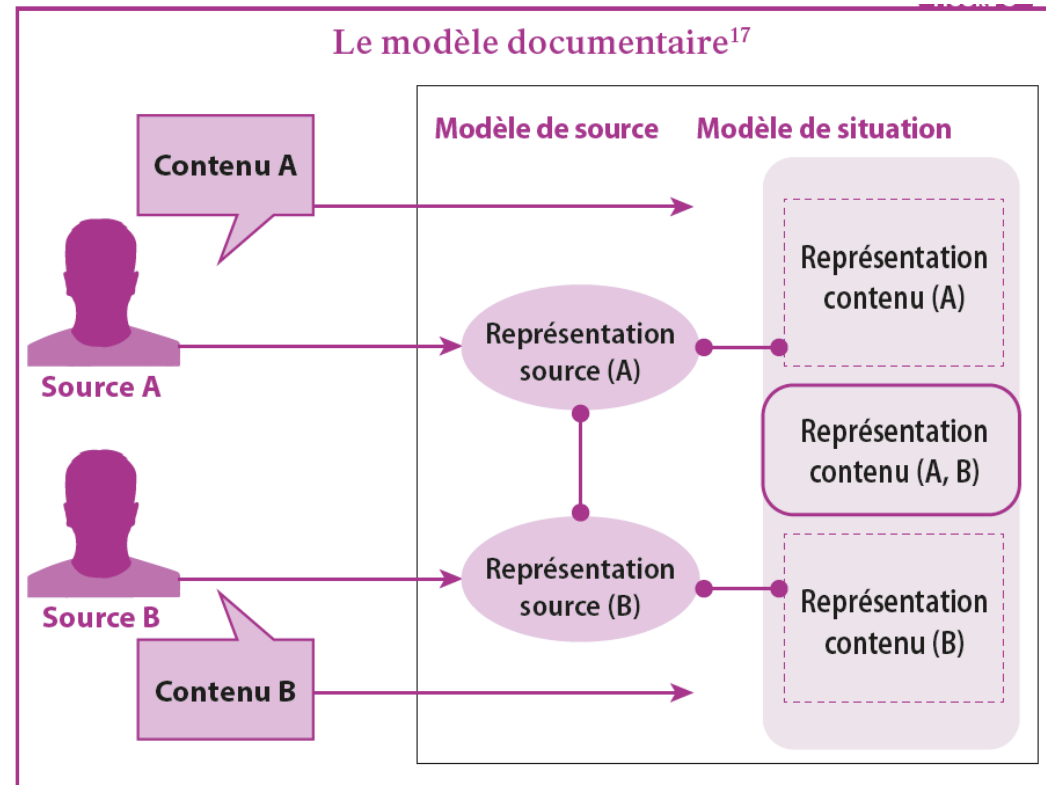 Le modèle documentaire¹⁷
Modèle de source
Modèle de situation
Contenu A
Source A
Représentation
source (A)
Représentation
contenu (A)
Représentation
contenu (A, B)
Source B
Représentation
source (B)
Représentation
contenu (B)
Contenu B